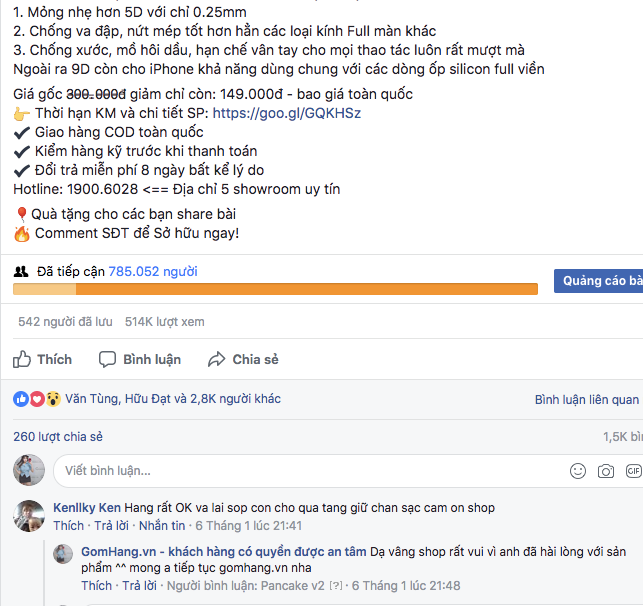 1. Mỏng nhẹ hơn 5D với chỉ 0.25mm
2. Chống va đập, nứt mép tốt hơn hẳn các loại kính Full màn khác
3. Chống xước, mồ hôi dầu, hạn chế vân tay cho mọi thao tác luôn rất mượt mà
Ngoài ra 9D còn cho iPhone khả năng dùng chung với các dòng ốp silicon full viền
Giá gốc 390.000đ giảm chỉ còn: 149.000đ - bao giá toàn quốc
👉 Thời hạn KM và chi tiết SP: https://goo.gl/GQKHSz
✔ Giao hàng COD toàn quốc
✔ Kiểm hàng kỹ trước khi thanh toán
✔ Đổi trả miễn phí 8 ngày bất kể lý do
Hotline: 1900.6028 <== Địa chỉ 5 showroom uy tín
🎈Quà tặng cho các bạn share bài
🔥 Comment SĐT để Sở hữu ngay!
Đã tiếp cận 785.052 người
Quảng cáo bà
542 người đã lưu 514K lượt xem
Thích Bình luận Chia sẻ
Văn Tùng, Hữu Đạt và 2,8K người khác
Bình luận liên quan
260 lượt chia sẻ
1,5K bì
Viết bình luận...
GIF
Kenllky Ken Hang rất OK va lai sop con cho qua tang giữ chan sạc cam on shop
Thích · Trả lời · Nhắn tin · 6 Tháng 1 lúc 21:41
GomHang.vn - khách hàng có quyền được an tâm Dạ vâng shop rất vui vì anh đã hài lòng với sản
phẩm ^^ mong a tiếp tục gomhang.vn nha
Thích · Trả lời · Người bình luận: Pancake v2 [?] · 6 Tháng 1 lúc 21:48